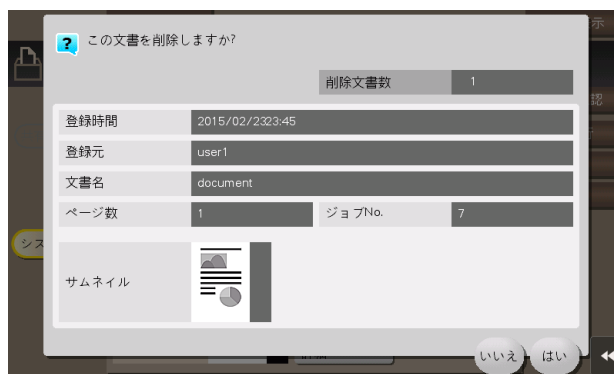 この文書を削除しますか?
削除文書数 1
登録時間 2015/02/2323:45
登録元 user1
文書名 document
ページ数 1 ジョブNo. 7
サムネイル
シス
いいえ はい